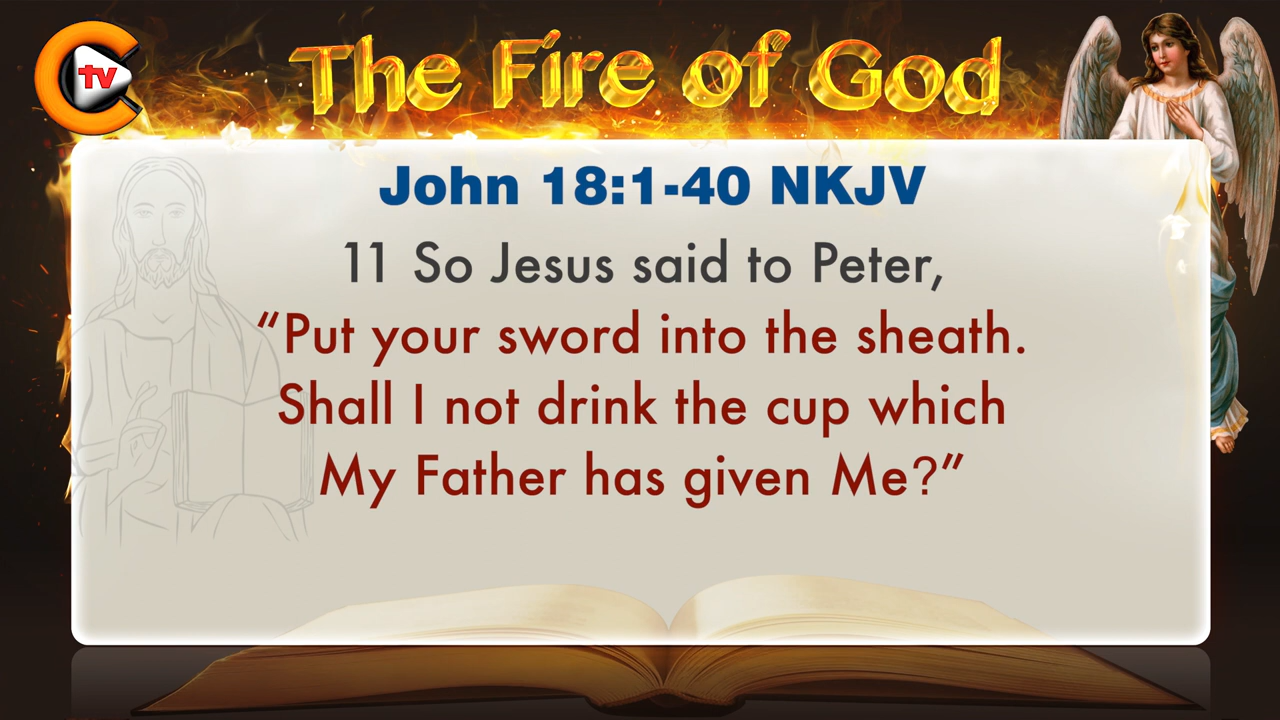 tv
The Fire of God
John 18:1-40 NKJV
11 So Jesus said to Peter,
“Put your sword into the sheath.
Shall I not drink the cup which
My Father has given Me?”